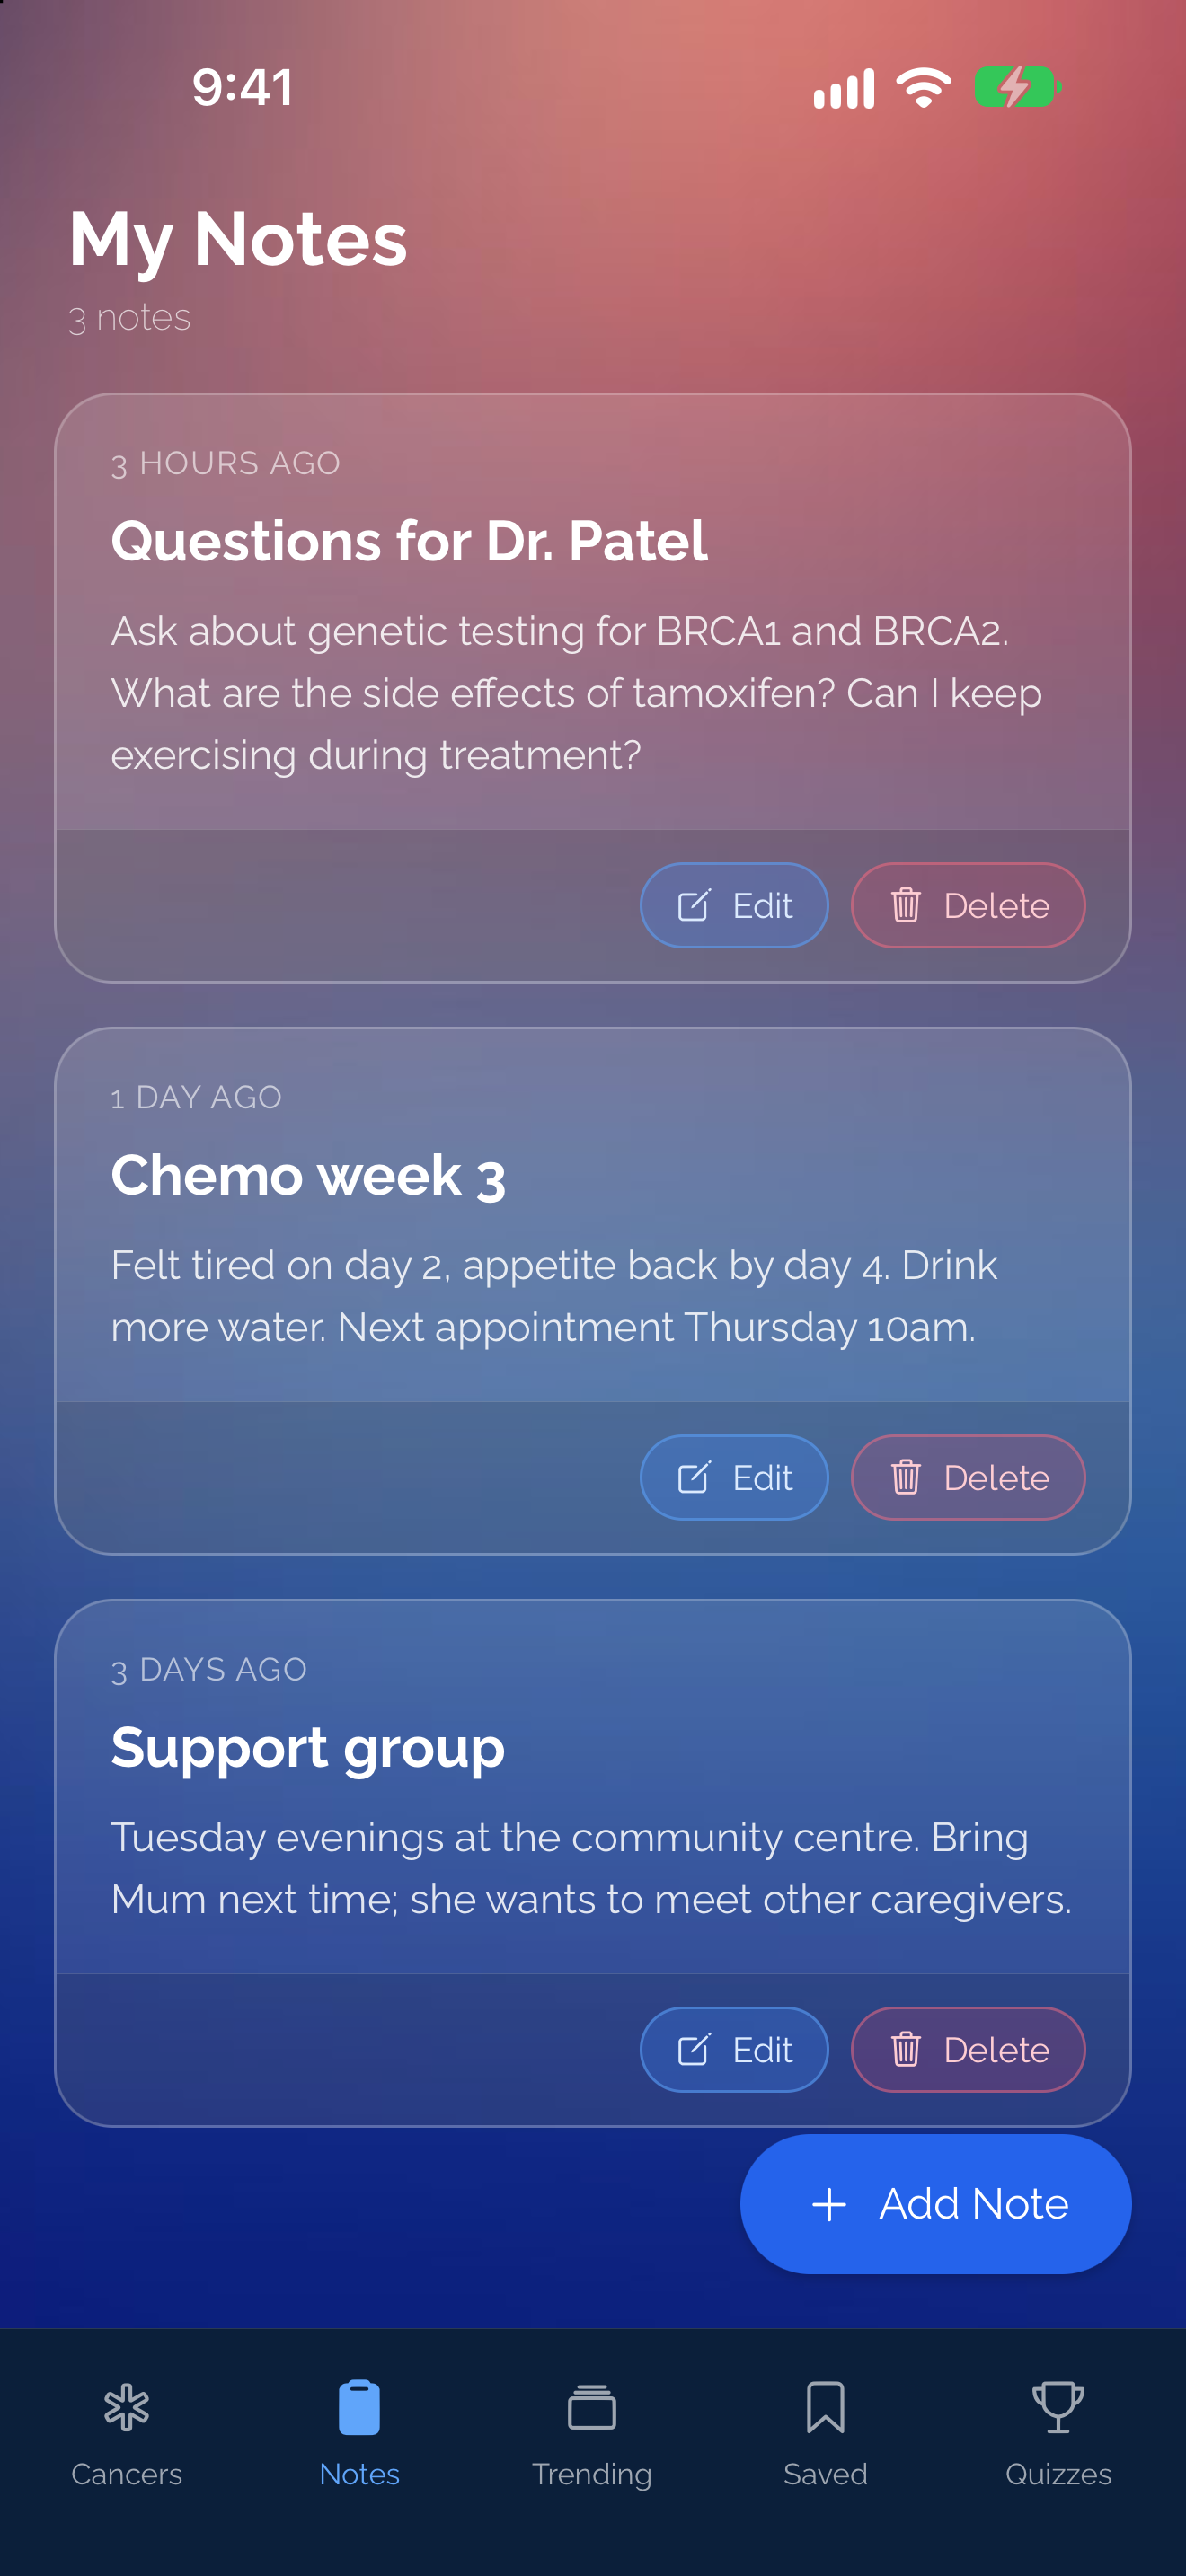 9:41
My Notes
3 notes
3 HOURS AGO
Questions for Dr. Patel
Ask about genetic testing for BRCA1 and BRCA2.
What are the side effects of tamoxifen? Can I keep
exercising during treatment?
Edit Delete
1 DAY AGO
Chemo week 3
Felt tired on day 2, appetite back by day 4. Drink
more water. Next appointment Thursday 10am.
Edit Delete
3 DAYS AGO
Support group
Tuesday evenings at the community centre. Bring
Mum next time; she wants to meet other caregivers.
Edit Delete
+ Add Note
Cancers Notes Trending Saved Quizzes